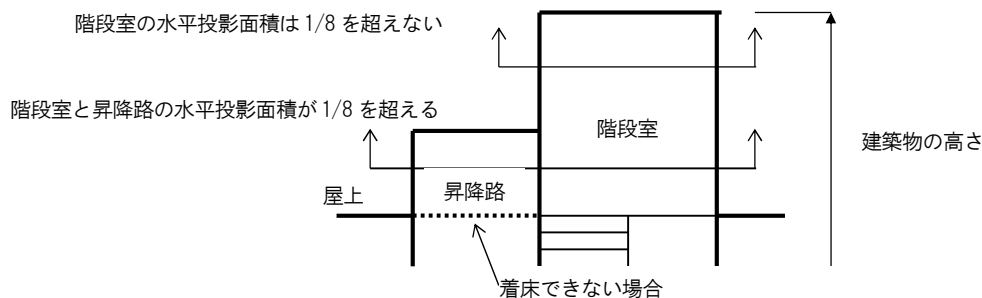 階段室の水平投影面積は 1/8 を超えない
階段室と昇降路の水平投影面積が 1/8 を超える
階段室
建築物の高さ
屋上
昇降路
着床できない場合